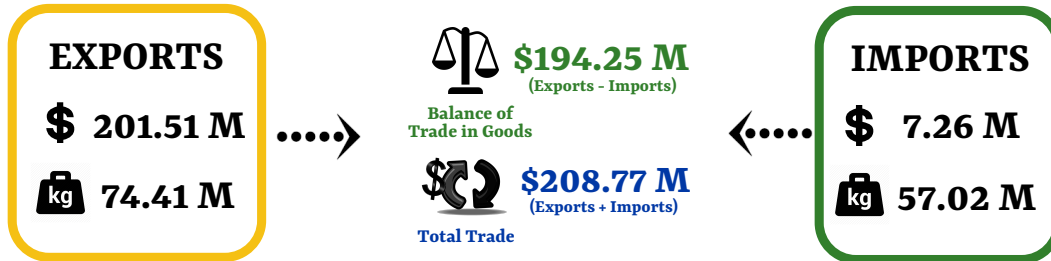 EXPORTS
$ 201.51 M
kg 74.41 M
$194.25 M
(Exports - Imports)
Balance of
Trade in Goods
$
$208.77 M
(Exports + Imports)
Total Trade
IMPORTS
$ 7.26 M
kg 57.02 M